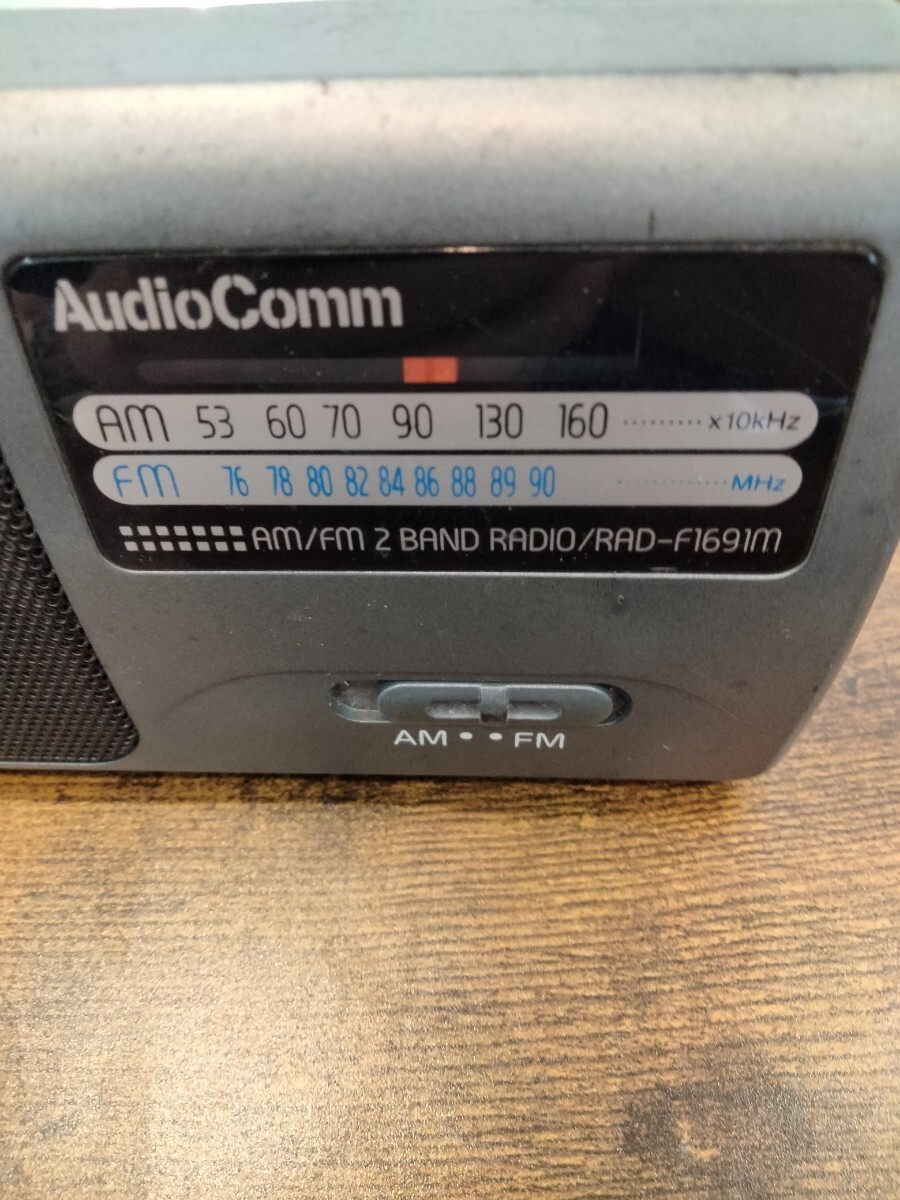 AudioComm
AM 53 60 70 90 130 160 ......... x10kHz
FM 76 78 80 82 84 86 88 89 90 ............ MHz
AM/FM 2 BAND RADIO/RAD-F1691M
AM • • FM